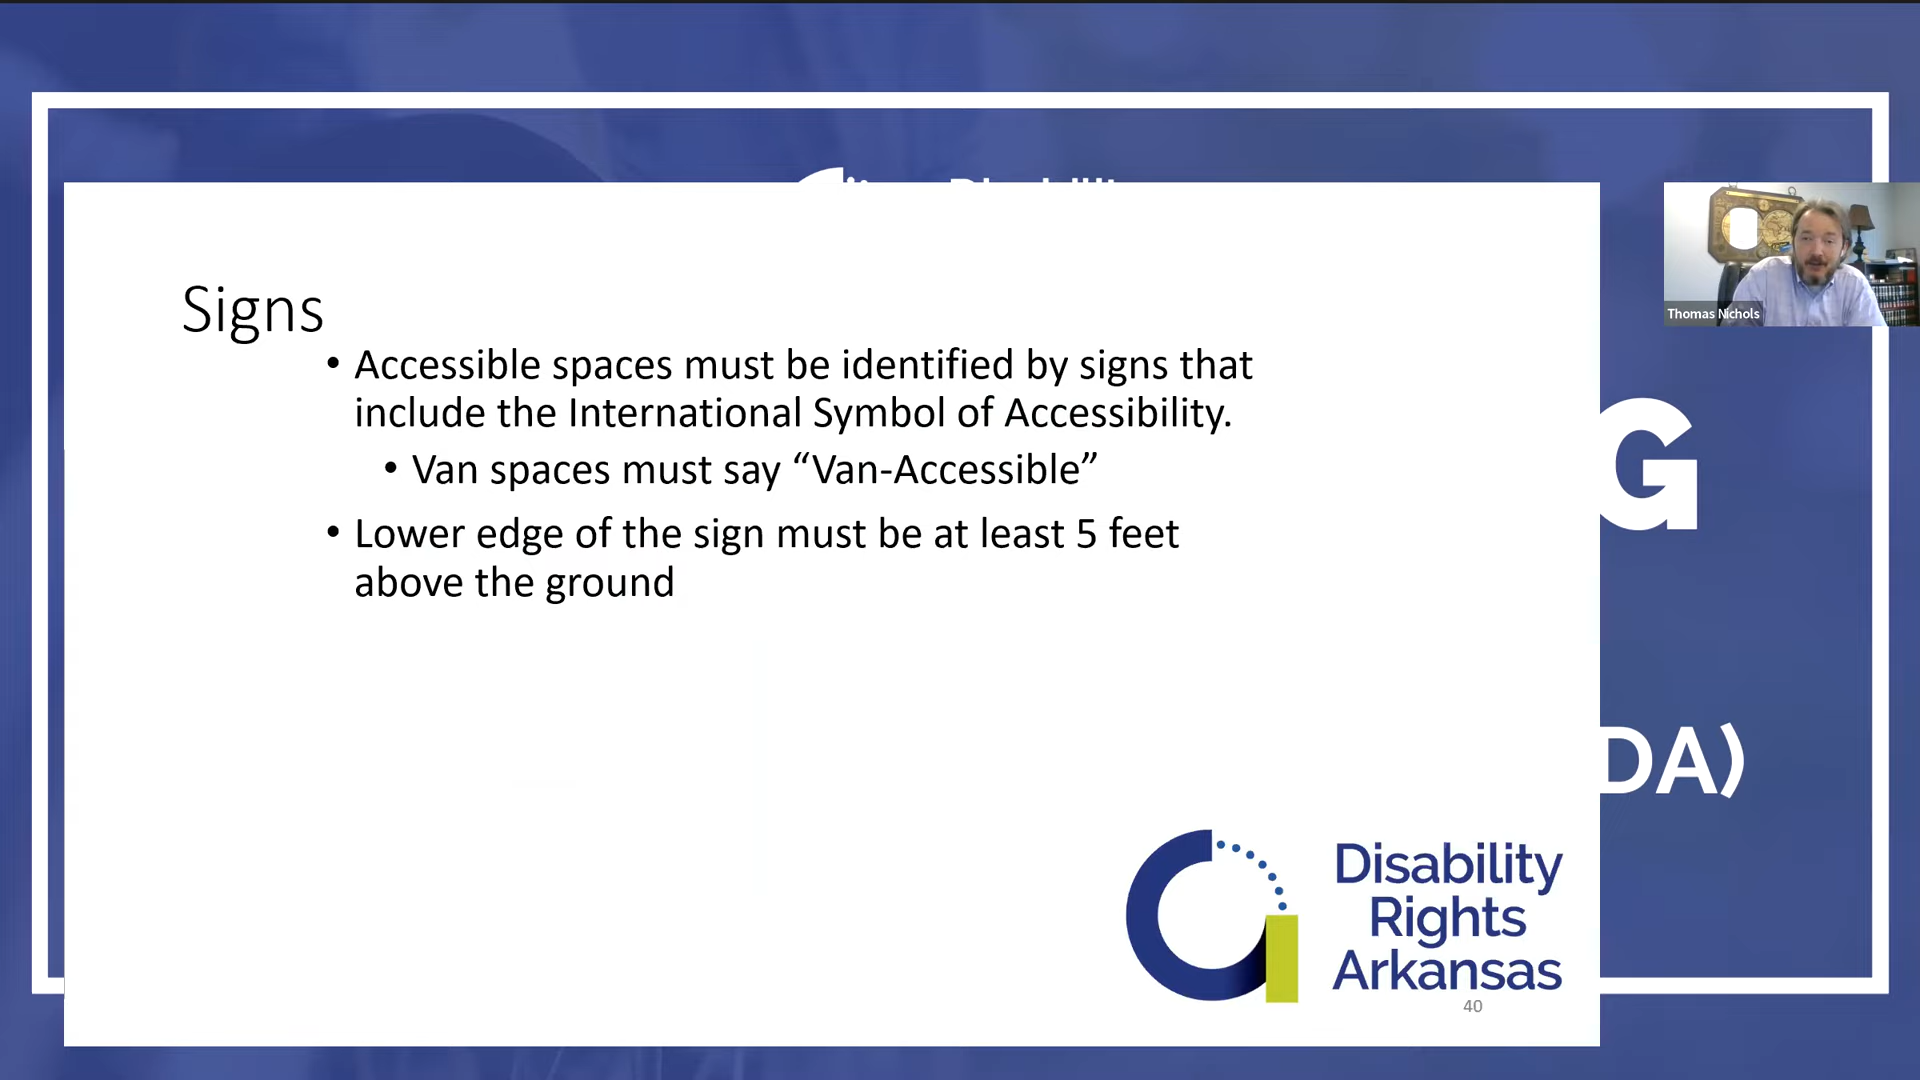 Signs
• Accessible spaces must be identified by signs that
include the International Symbol of Accessibility.
• Van spaces must say “Van-Accessible”
• Lower edge of the sign must be at least 5 feet
above the ground
Thomas Nichols
G
DA)
Disability
Rights
Arkansas
40